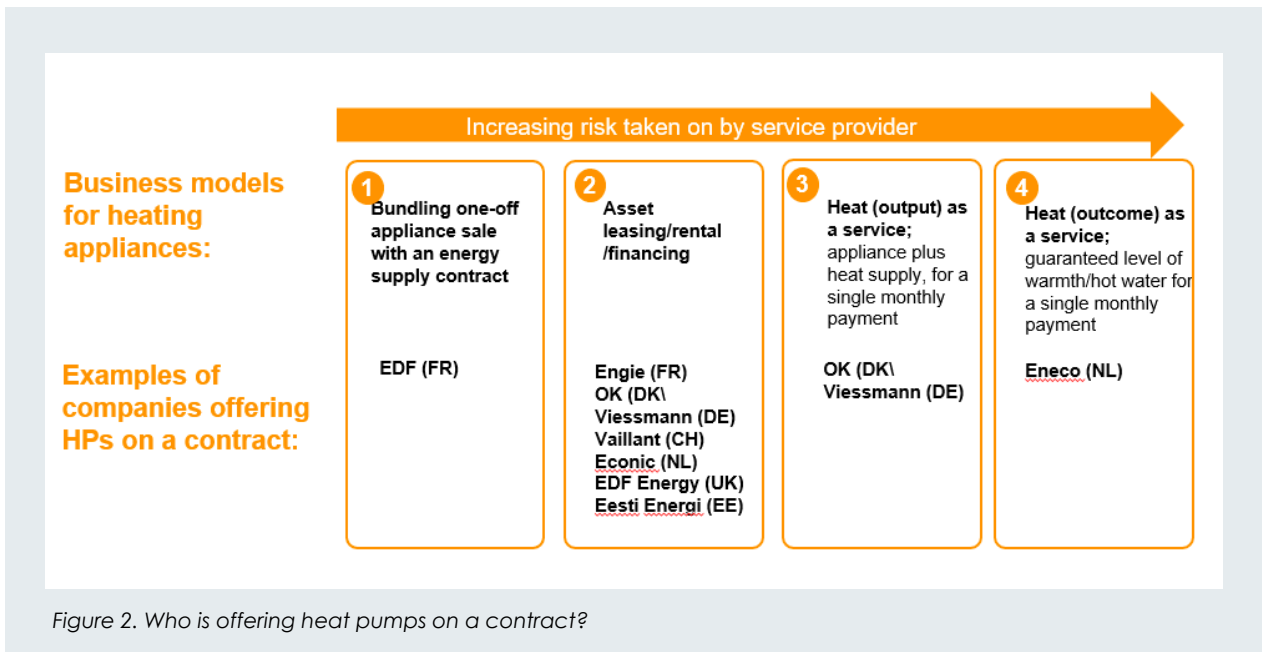 Increasing risk taken on by service provider
Business models
for heating
appliances:
1
Bundling one-off
appliance sale
with an energy
supply contract
2
Asset
leasing/rental
/financing
3
Heat (output) as
a service;
appliance plus
heat supply, for a
single monthly
payment
4
Heat (outcome) as
a service;
guaranteed level of
warmth/hot water for
a single monthly
payment
Examples of
companies offering
HPs on a contract:
EDF (FR)
Engie (FR)
OK (DK\
Viessmann (DE)
Vaillant (CH)
Econic (NL)
EDF Energy (UK)
Eesti Energi (EE)
OK (DK\
Viessmann (DE)
Eneco (NL)
Figure 2. Who is offering heat pumps on a contract?